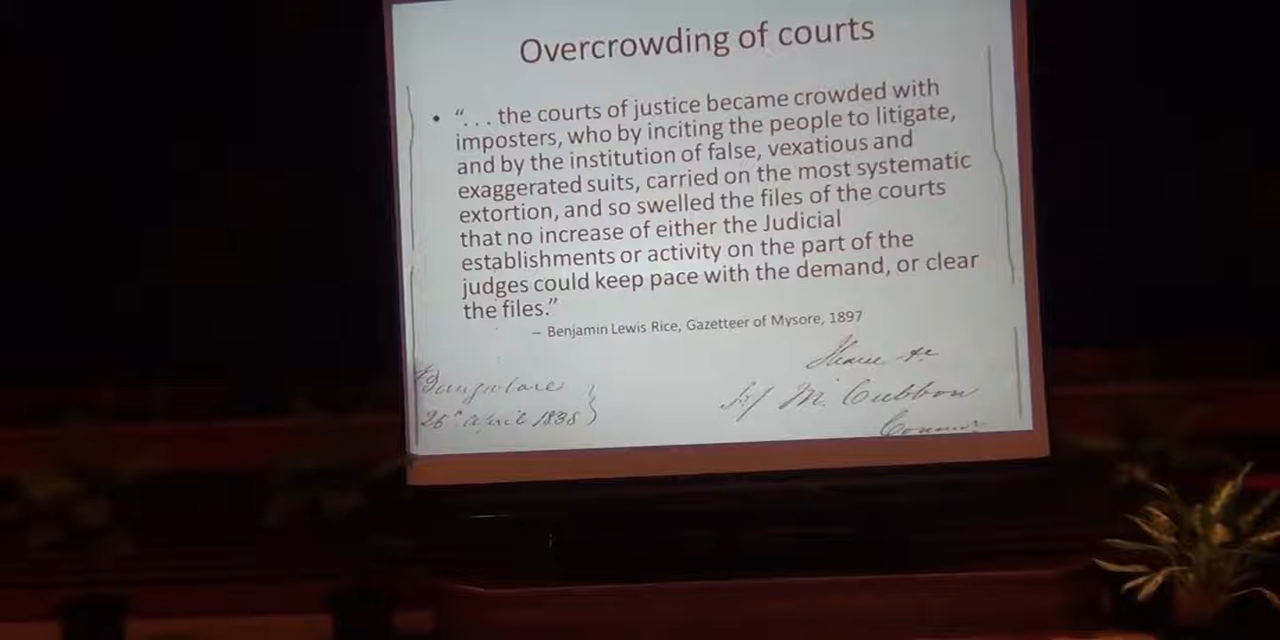 Overcrowding of courts
• “. . . the courts of justice became crowded with
imposters, who by inciting the people to litigate,
and by the institution of false, vexatious and
exaggerated suits, carried on the most systematic
extortion, and so swelled the files of the courts
that no increase of either the Judicial
establishments or activity on the part of the
judges could keep pace with the demand, or clear
the files.”
– Benjamin Lewis Rice, Gazetteer of Mysore, 1897
M. Cubbon
Bangalore
April 1838